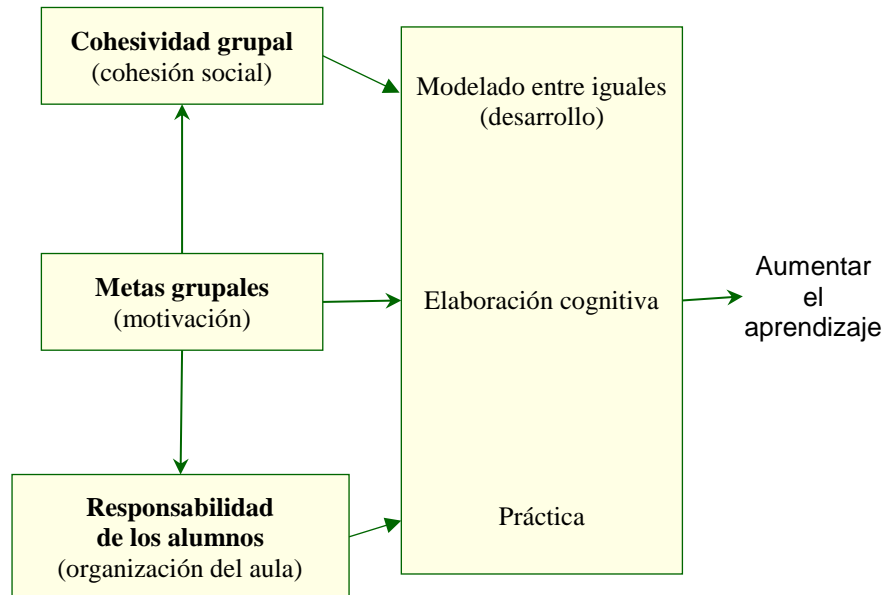 Cohesividad grupal
(cohesión social)
Modelado entre iguales
(desarrollo)
Metas grupales
(motivación)
Elaboración cognitiva
Aumentar
el
aprendizaje
Responsabilidad
de los alumnos
(organización del aula)
Práctica